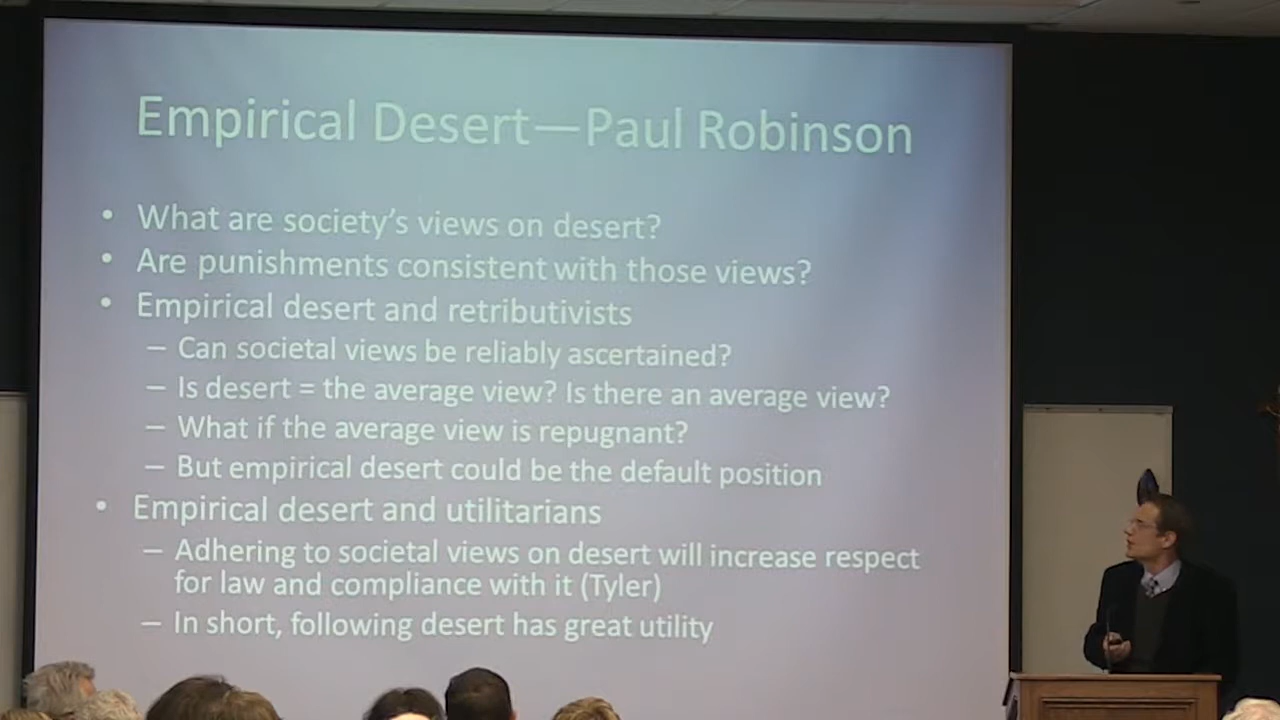 Empirical Desert—Paul Robinson
• What are society's views on desert?
• Are punishments consistent with those views?
• Empirical desert and retributivists
– Can societal views be reliably ascertained?
– Is desert = the average view? Is there an average view?
– What if the average view is repugnant?
– But empirical desert could be the default position
• Empirical desert and utilitarians
– Adhering to societal views on desert will increase respect
for law and compliance with it (Tyler)
– In short, following desert has great utility